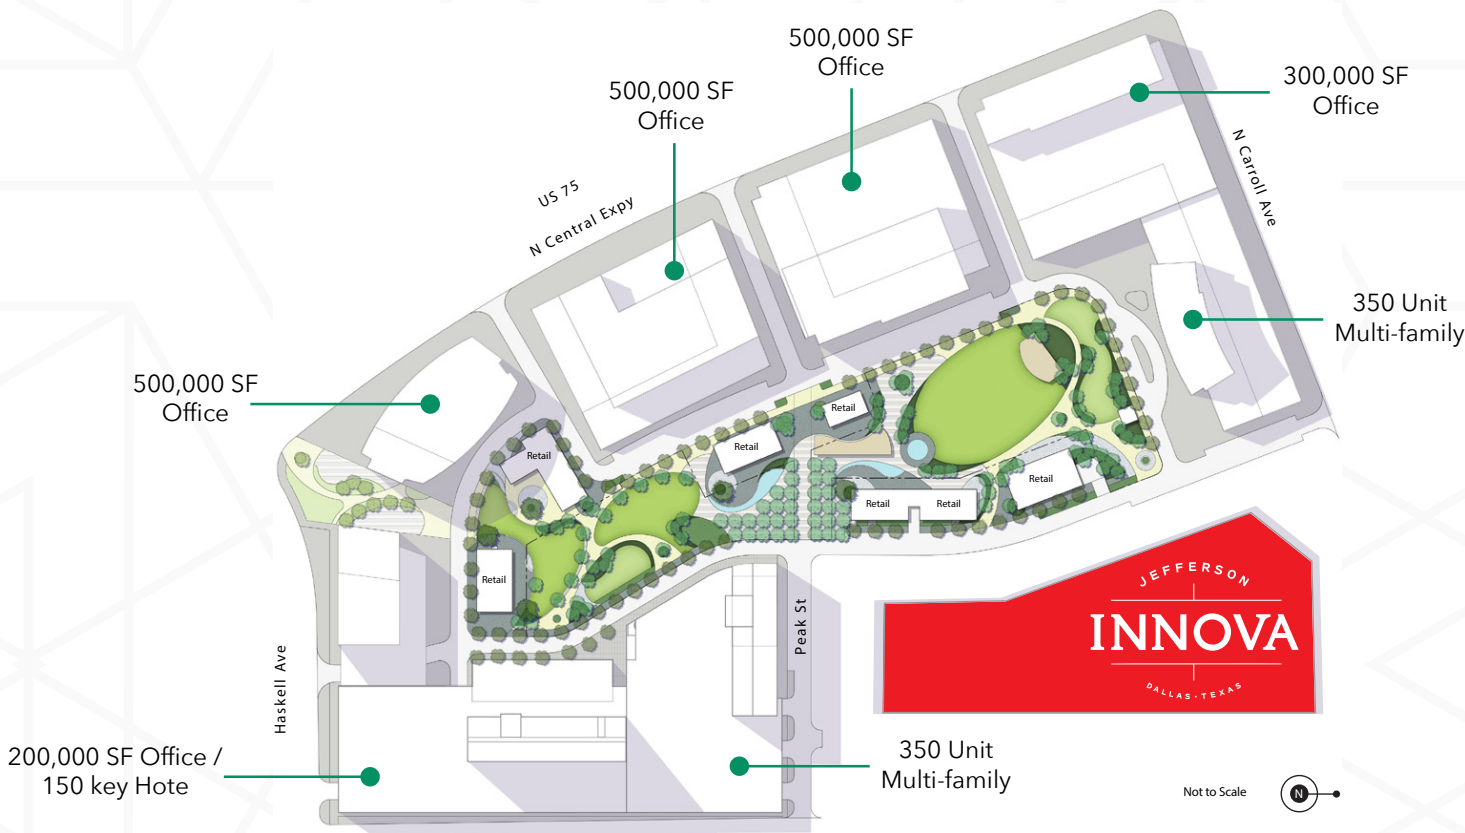 500,000 SF
Office
500,000 SF
Office
300,000 SF
Office
US 75
N Central Expy
N Carroll Ave
350 Unit
Multi-family
500,000 SF
Office
Retail
Retail
Retail
Retail
Retail
Retail
Retail
JEFFERSON
INNOVA
DALLAS • TEXAS
Peak St
Haskell Ave
200,000 SF Office /
150 key Hote
350 Unit
Multi-family
Not to Scale
N